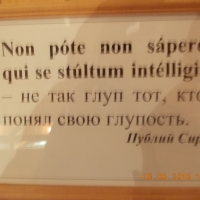 Non póte non sápere
qui se stúltum intélligi
– не так глуп тот, кто
понял свою глупость.
Публий Сир